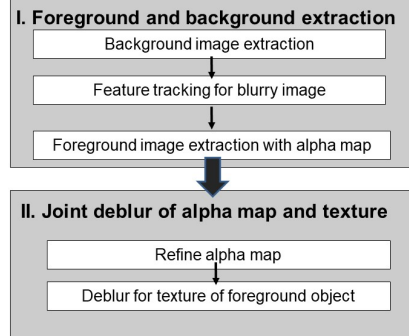 I. Foreground and background extraction
Background image extraction
Feature tracking for blurry image
Foreground image extraction with alpha map
II. Joint deblur of alpha map and texture
Refine alpha map
Deblur for texture of foreground object